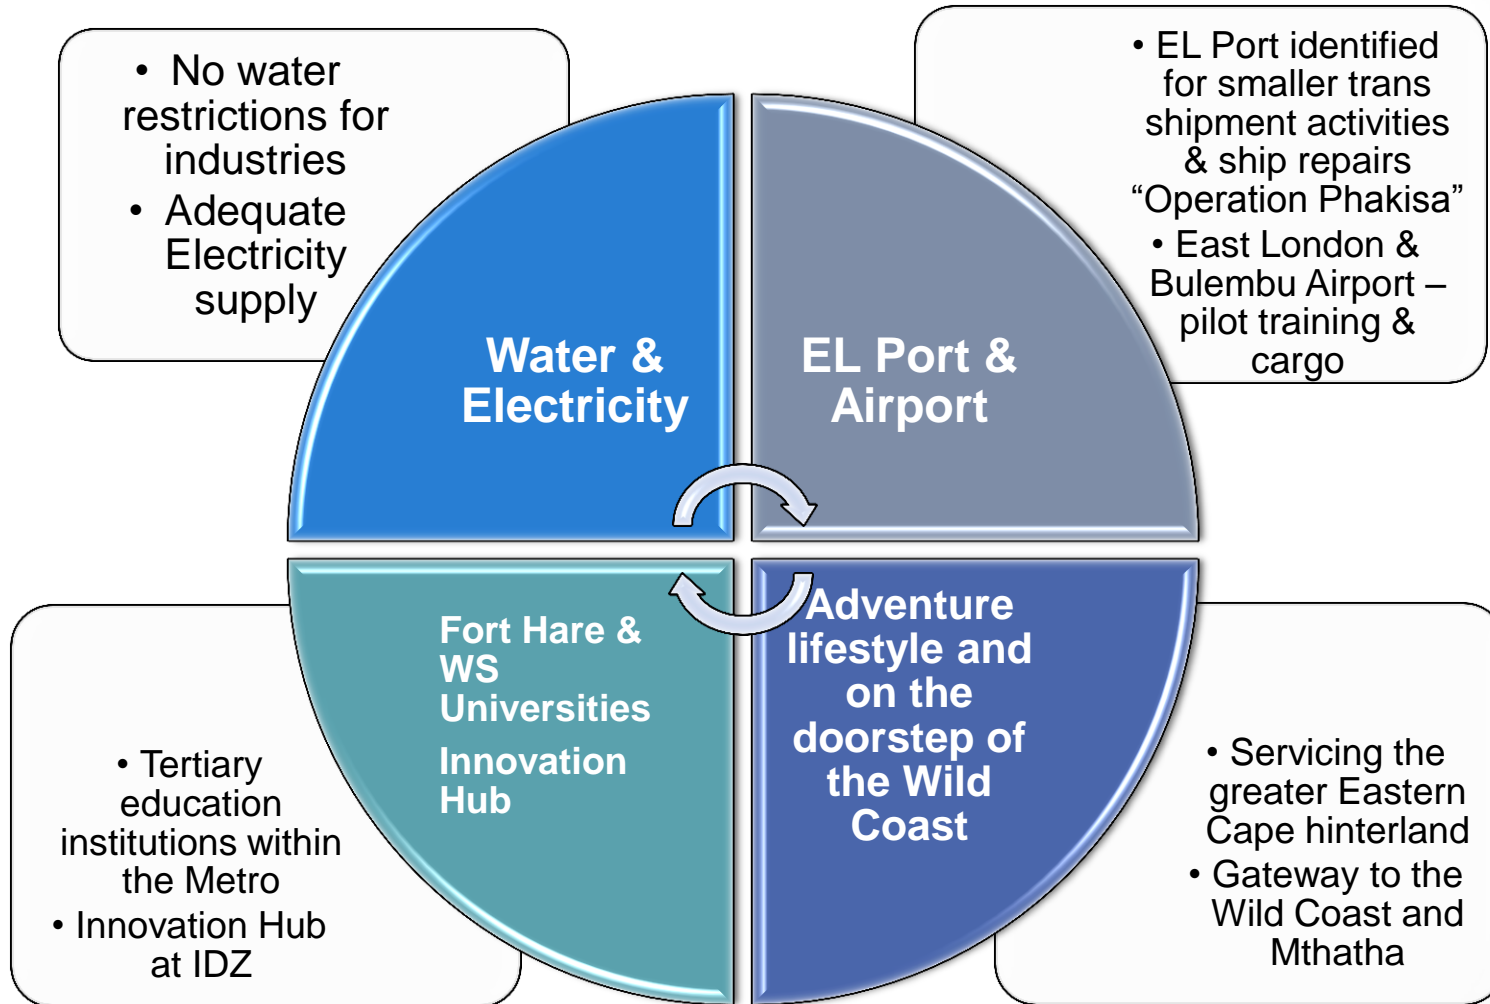 • No water
restrictions for
industries
• Adequate
Electricity
supply
• EL Port identified
for smaller trans
shipment activities
& ship repairs
“Operation Phakisa”
• East London &
Bulembu Airport –
pilot training &
cargo
Water &
Electricity
EL Port &
Airport
Fort Hare &
WS
Universities
Innovation
Hub
Adventure
lifestyle and
on the
doorstep of
the Wild
Coast
• Tertiary
education
institutions within
the Metro
• Innovation Hub
at IDZ
• Servicing the
greater Eastern
Cape hinterland
• Gateway to the
Wild Coast and
Mthatha